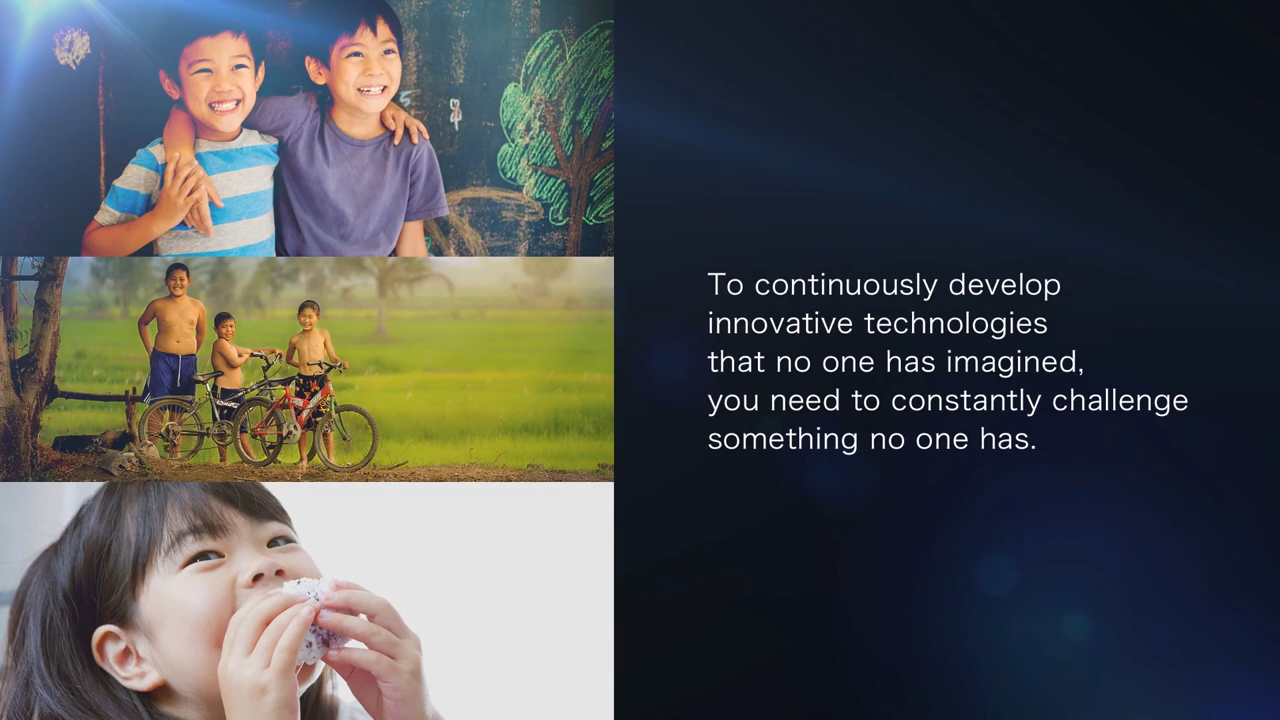 To continuously develop
innovative technologies
that no one has imagined,
you need to constantly challenge
something no one has.